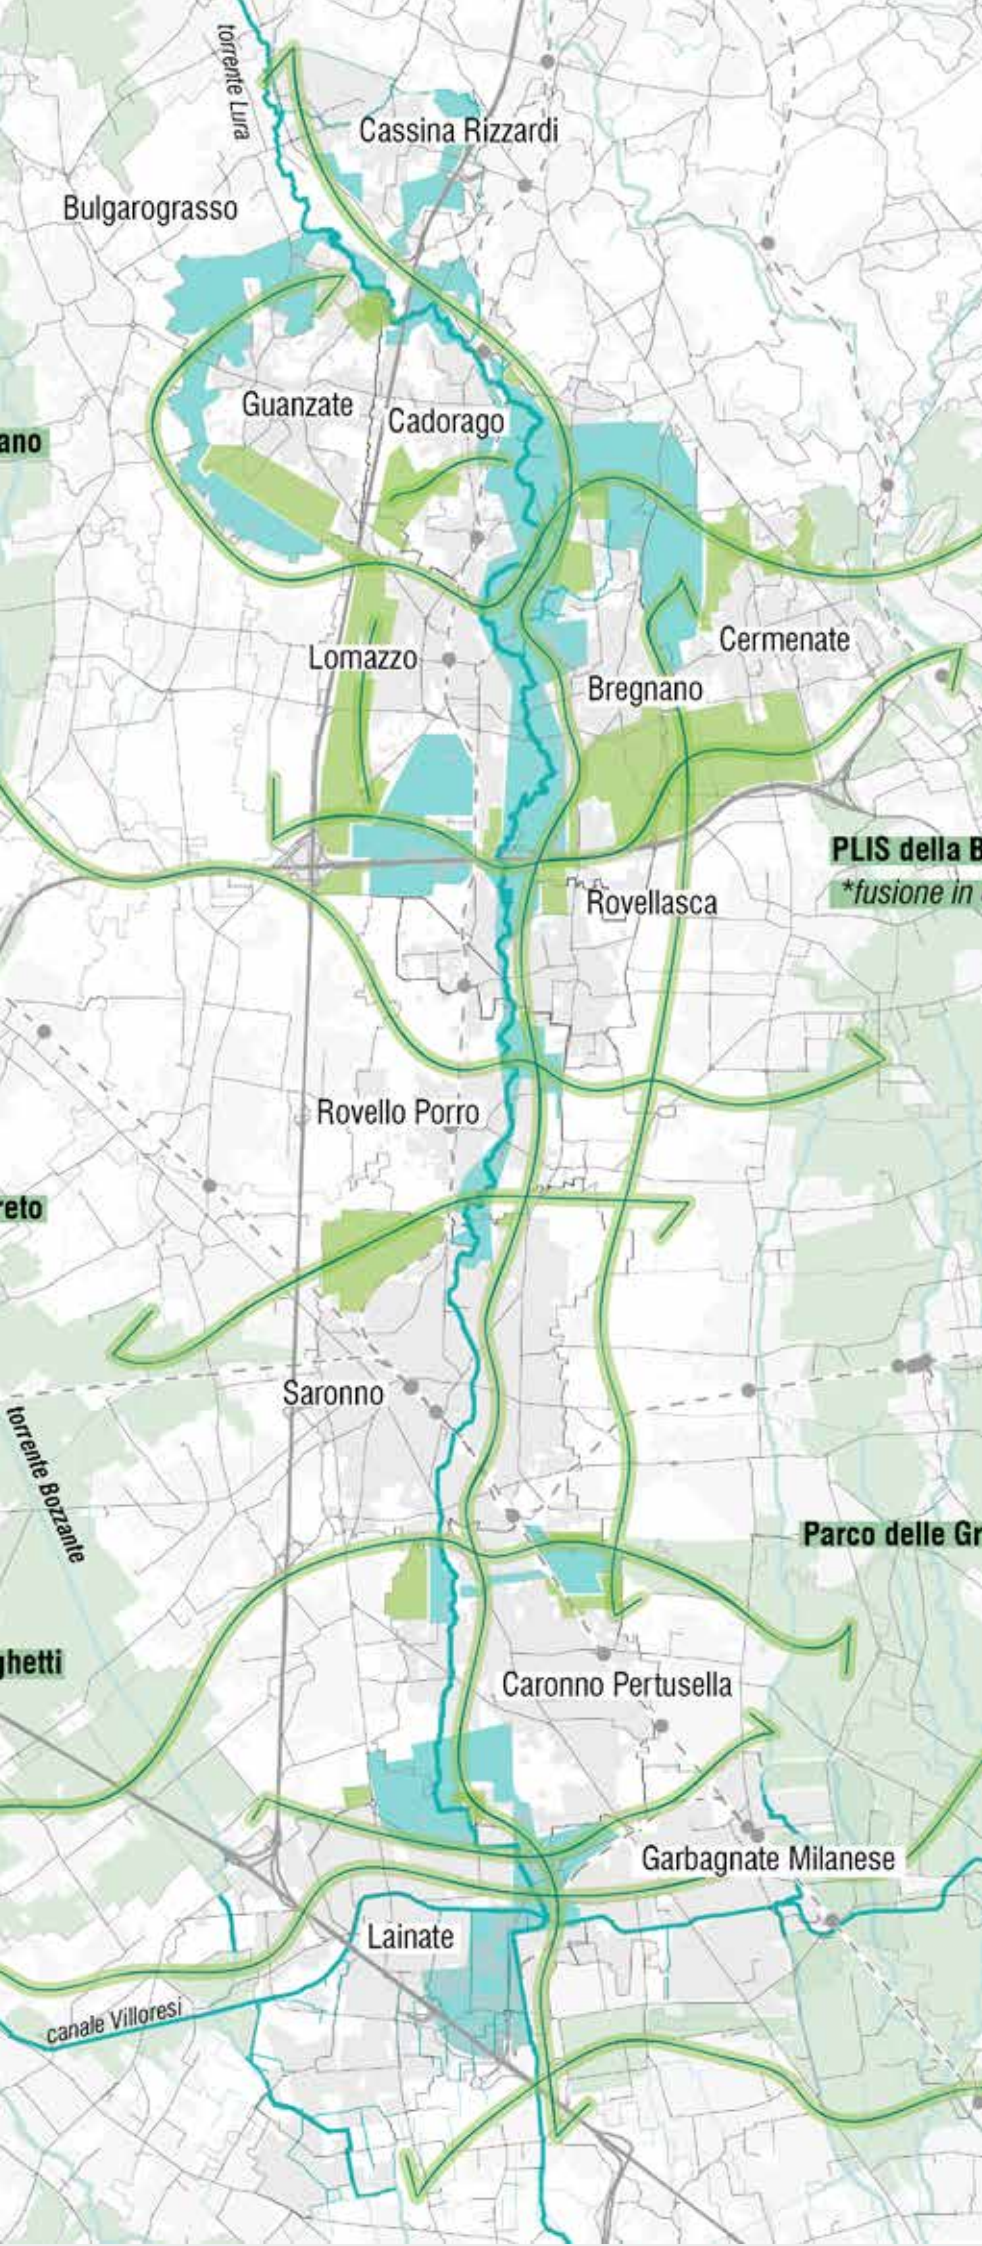 torrente Lura
Cassina Rizzardi
Bulgarograsso
Guanzate
Cadorago
ano
Cermenate
Lomazzo
Bregnano
PLIS della B
*fusione in
Rovellasca
Rovello Porro
reto
Saronno
torrente Bozzante
Parco delle Gr
ghetti
Caronno Pertusella
Garbagnate Milanese
Lainate
canale Villoresi